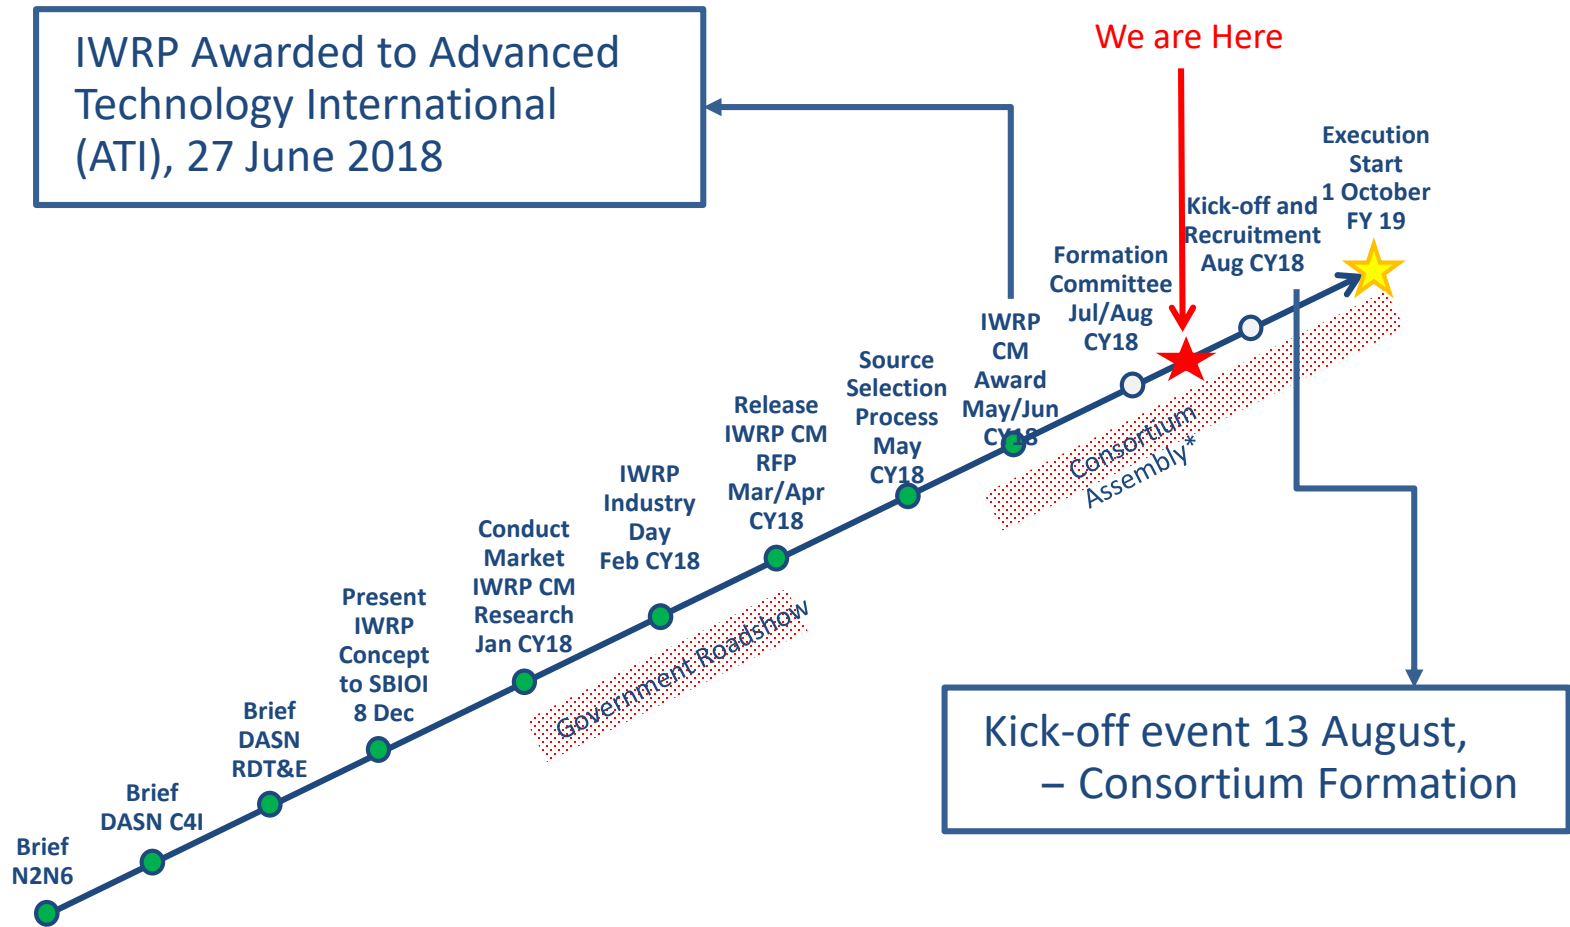 IWRP Awarded to Advanced
Technology International
(ATI), 27 June 2018
We are Here
Execution
Start
1 October
FY 19
Kick-off and
Recruitment
Aug CY18
Formation
Committee
Jul/Aug
CY18
IWRP
CM
Award
May/Jun
CY18
Source
Selection
Process
May
CY18
Release
IWRP CM
RFP
Mar/Apr
CY18
IWRP
Industry
Day
Feb CY18
Conduct
Market
IWRP CM
Research
Jan CY18
Present
IWRP
Concept
to SBIOI
8 Dec
Brief
DASN
RDT&E
Brief
DASN C4I
Brief
N2N6
Government Roadshow
Consortium
Assembly*
Kick-off event 13 August,
– Consortium Formation